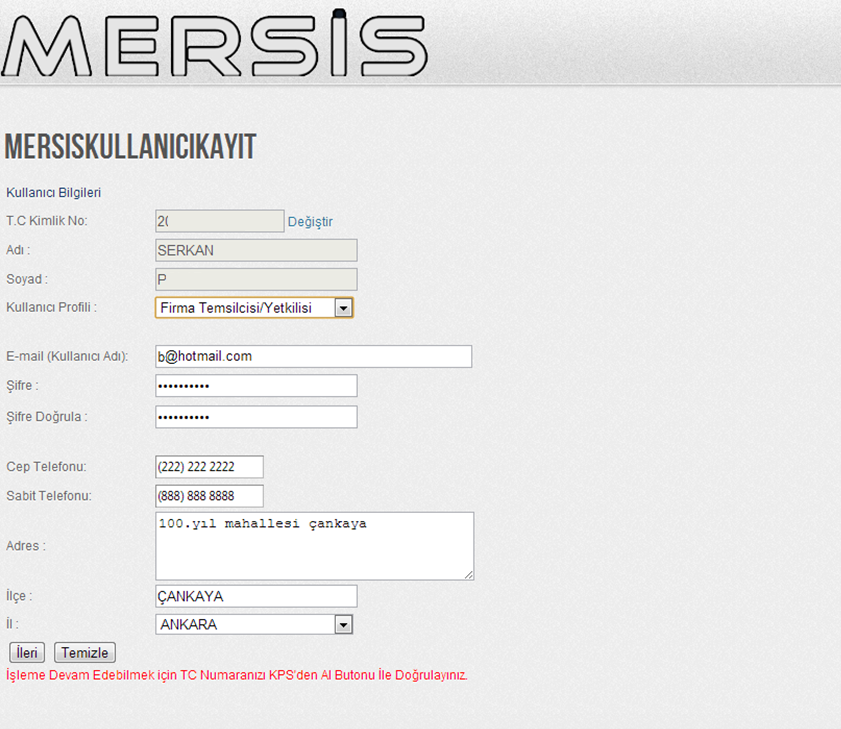 MERSIS
MERSISKULLANICIKAYIT
Kullanıcı Bilgileri
T.C Kimlik No: 20 Değiştir
Adı : SERKAN
Soyad : P
Kullanıcı Profili : Firma Temsilcisi/Yetkilisi
E-mail (Kullanıcı Adı): b@hotmail.com
Şifre : ••••••••••
Şifre Doğrula : ••••••••••
Cep Telefonu: (222) 222 2222
Sabit Telefonu: (888) 888 8888
Adres : 100.yıl mahallesi çankaya
İlçe : ÇANKAYA
İl : ANKARA
İleri Temizle
İşleme Devam Edebilmek için TC Numaranızı KPS'den Al Butonu İle Doğrulayınız.